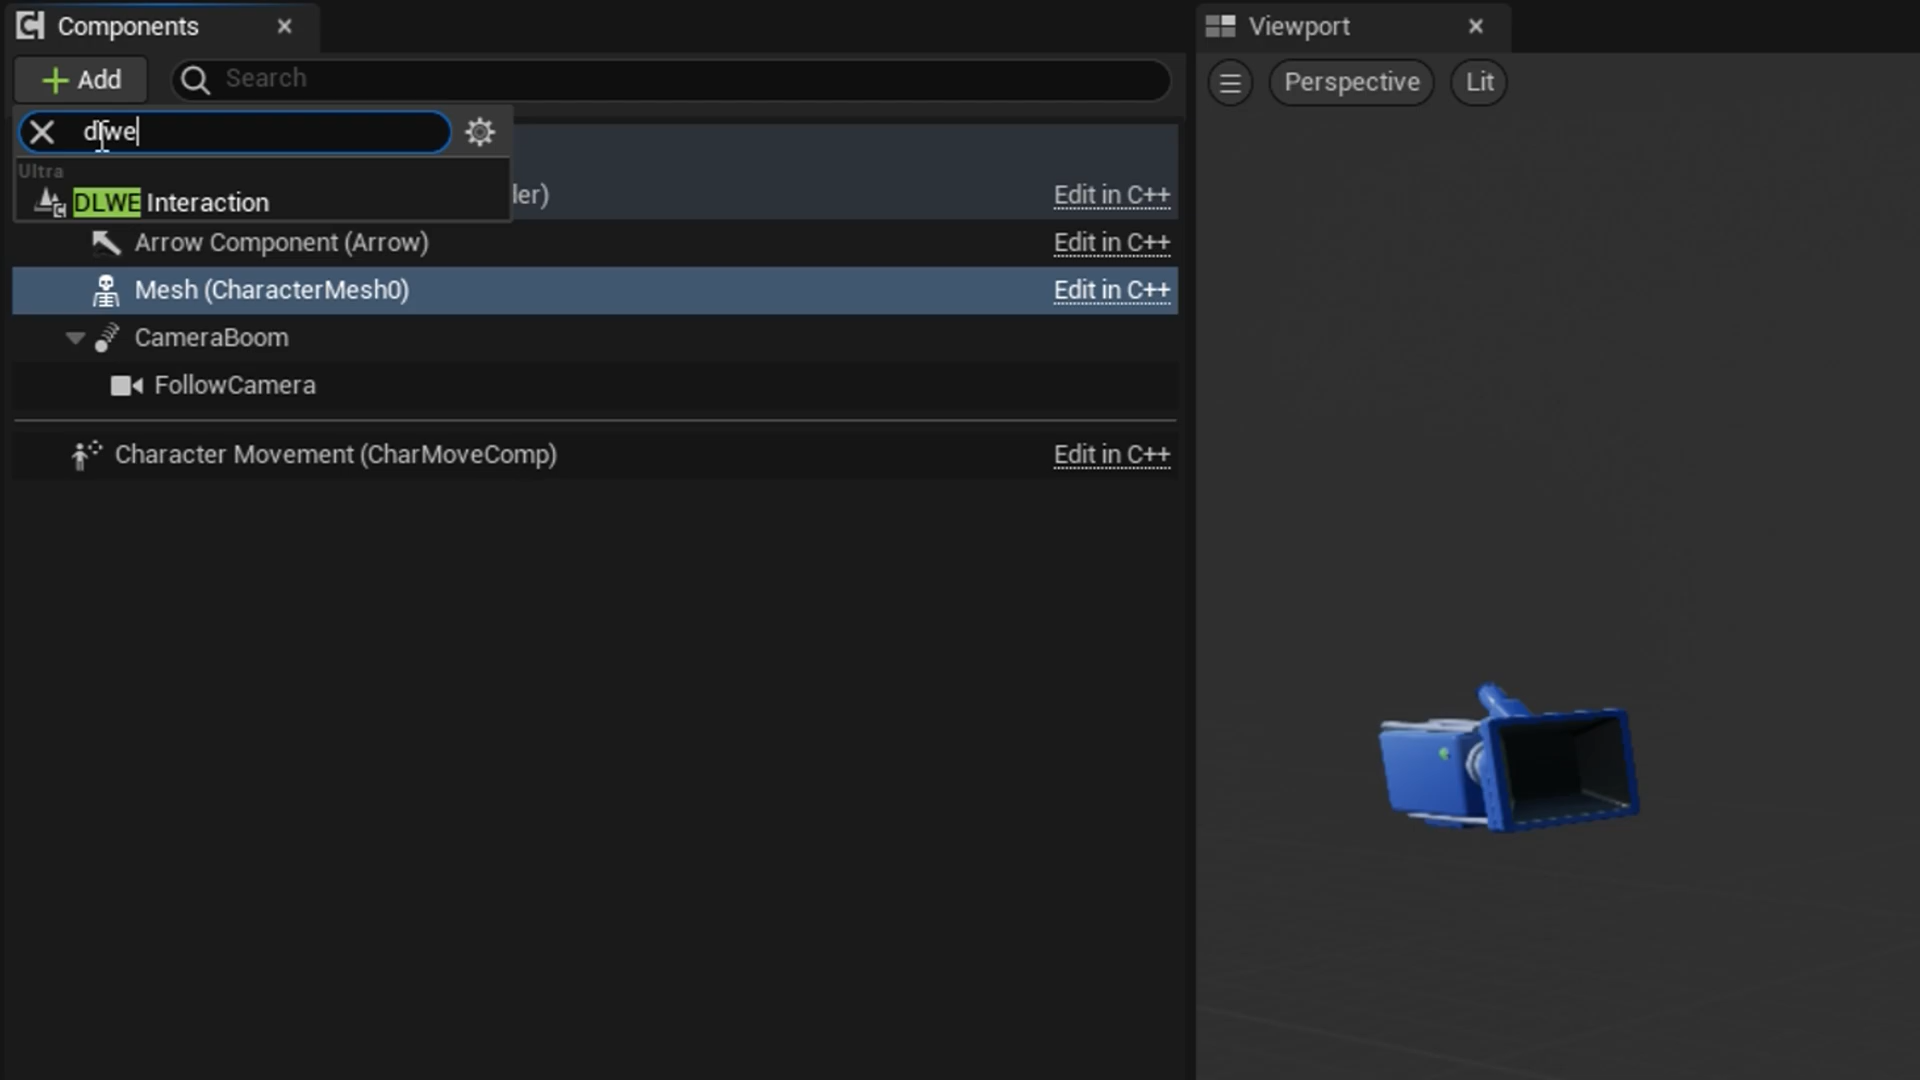 Components
Viewport
Add
Search
Perspective
Lit
dlwe
Ultra
DLWE Interaction
der)
Edit in C++
Arrow Component (Arrow)
Edit in C++
Mesh (CharacterMesh0)
Edit in C++
CameraBoom
FollowCamera
Character Movement (CharMoveComp)
Edit in C++